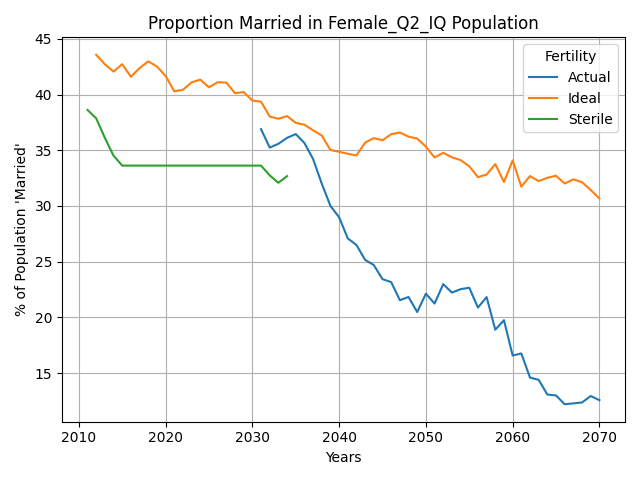 Proportion Married in Female_Q2_IQ Population
% of Population 'Married'
45
40
35
30
25
20
15
Fertility
Actual
Ideal
Sterile
2010 2020 2030 2040 2050 2060 2070
Years